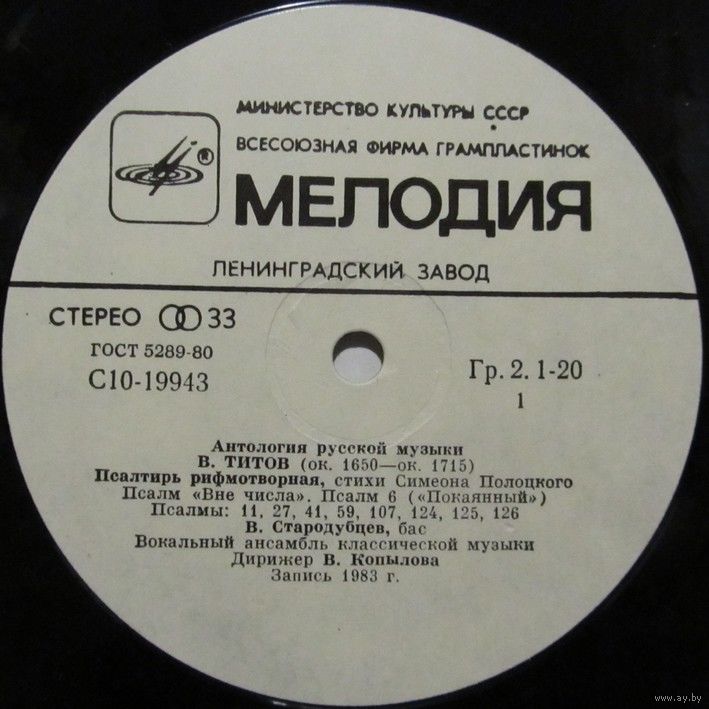 МИНИСТЕРСТВО КУЛЬТУРЫ СССР
ВСЕСОЮЗНАЯ ФИРМА ГРАМПЛАСТИНОК
®
МЕЛОДИЯ
ЛЕНИНГРАДСКИЙ ЗАВОД
СТЕРЕО 33
ГОСТ 5289-80
С10-19943
Гр. 2. 1-20
1
Антология русской музыки
В. ТИТОВ (ок. 1650—ок. 1715)
Псалтирь рифмотворная, стихи Симеона Полоцкого
Псалм «Вне числа». Псалм 6 («Покаянный»)
Псалмы: 11, 27, 41, 59, 107, 124, 125, 126
В. Стародубцев, бас
Вокальный ансамбль классической музыки
Дирижер В. Копылова
Запись 1983 г.
www.ay.by